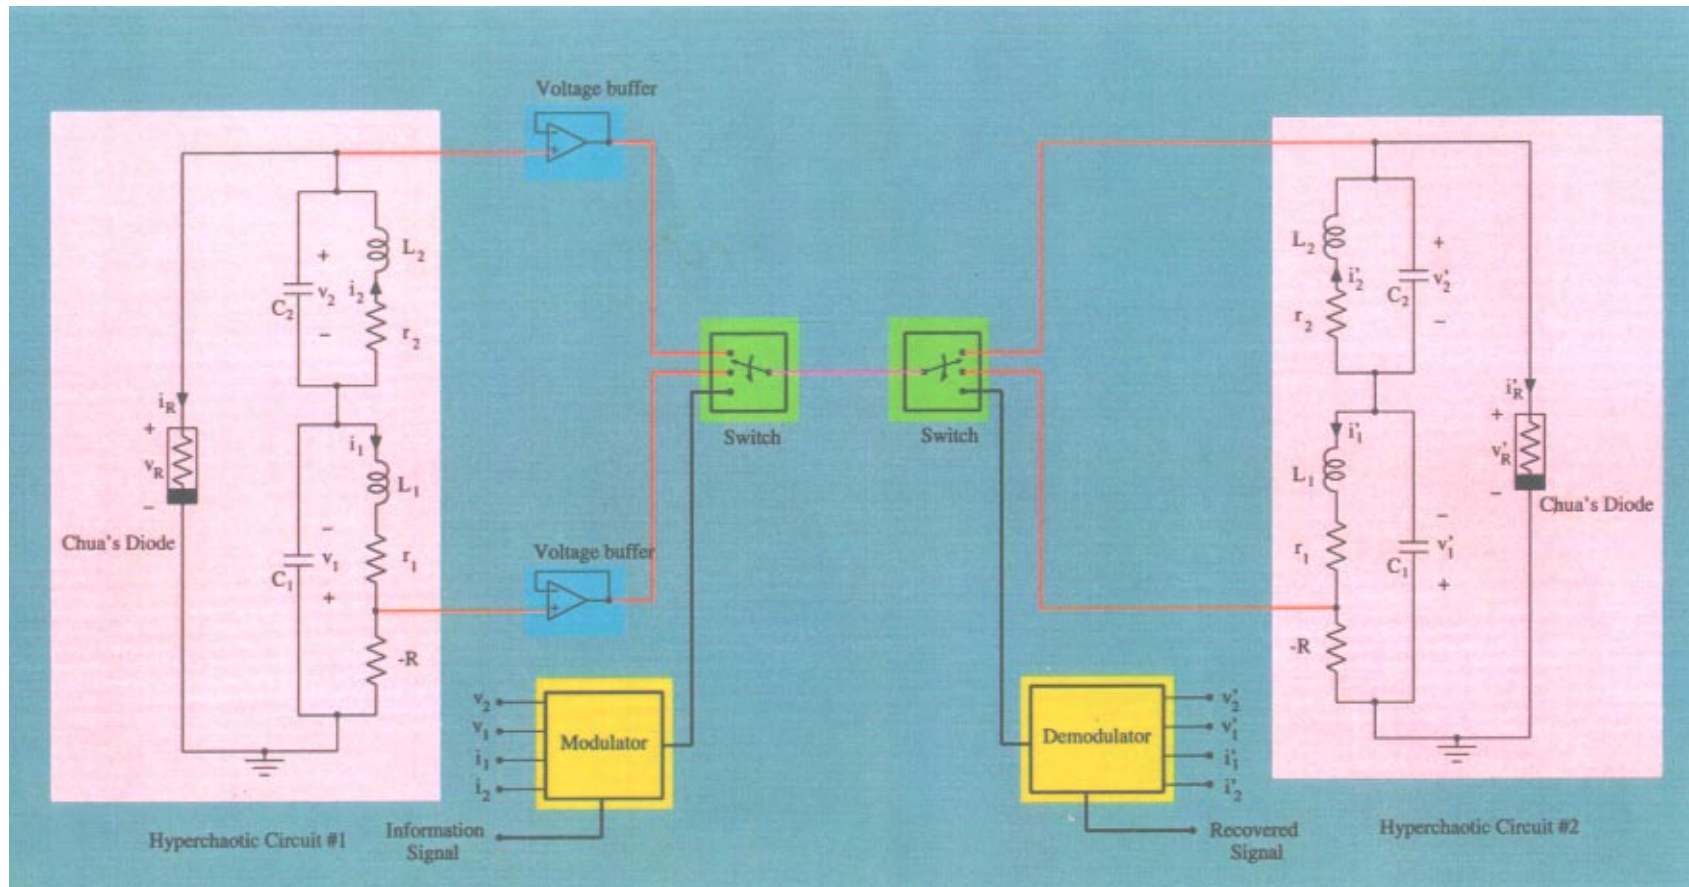 Voltage buffer
L2
+
v2
i2
C2
−
r2
iR
+
vR
−
Chua's Diode
i1
L1
−
v1
C1
r1
+
-R
Hyperchaotic Circuit #1
Voltage buffer
Switch
Switch
v2
v1
i1
i2
Modulator
Information
Signal
Demodulator
v'2
v'1
i'1
i'2
Recovered
Signal
L2
i'2
+
v'2
C2
r2
−
i'R
+
v'R
−
Chua's Diode
i'1
L1
−
v'1
C1
r1
+
-R
Hyperchaotic Circuit #2